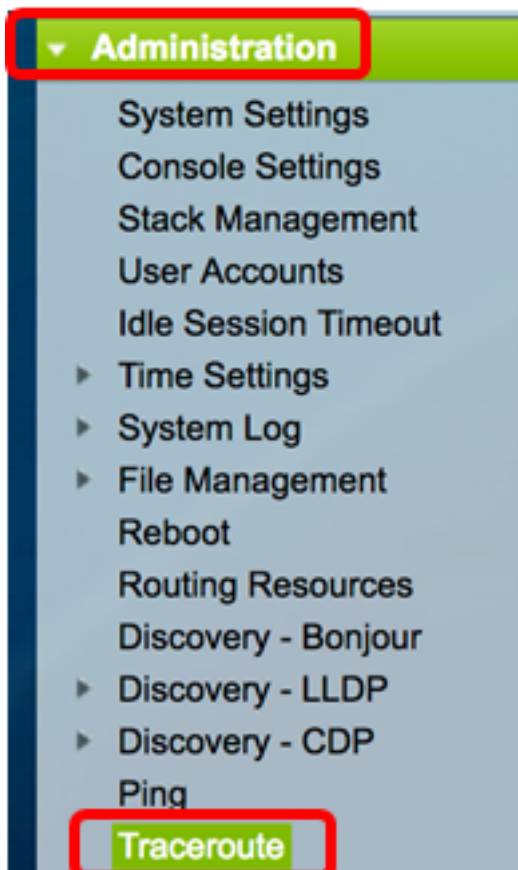 Administration
System Settings
Console Settings
Stack Management
User Accounts
Idle Session Timeout
Time Settings
System Log
File Management
Reboot
Routing Resources
Discovery - Bonjour
Discovery - LLDP
Discovery - CDP
Ping
Traceroute